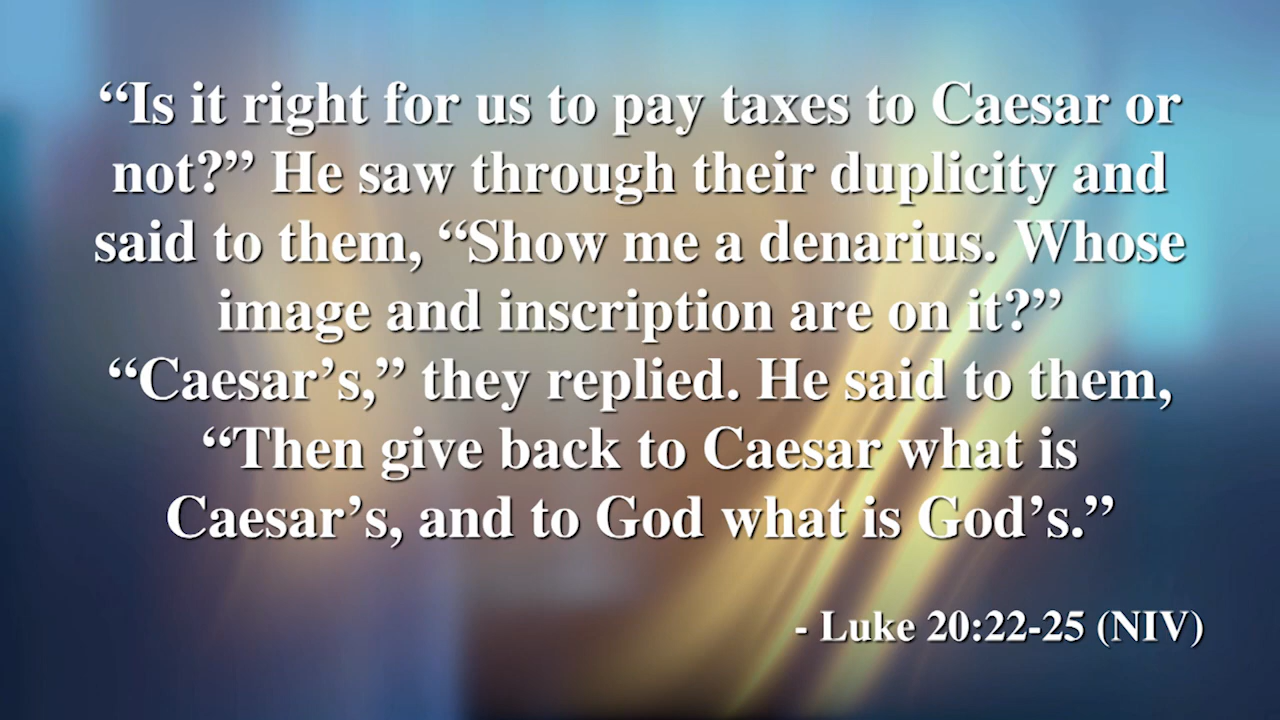 “Is it right for us to pay taxes to Caesar or
not?” He saw through their duplicity and
said to them, “Show me a denarius. Whose
image and inscription are on it?”
“Caesar’s,” they replied. He said to them,
“Then give back to Caesar what is
Caesar’s, and to God what is God’s.”
- Luke 20:22-25 (NIV)